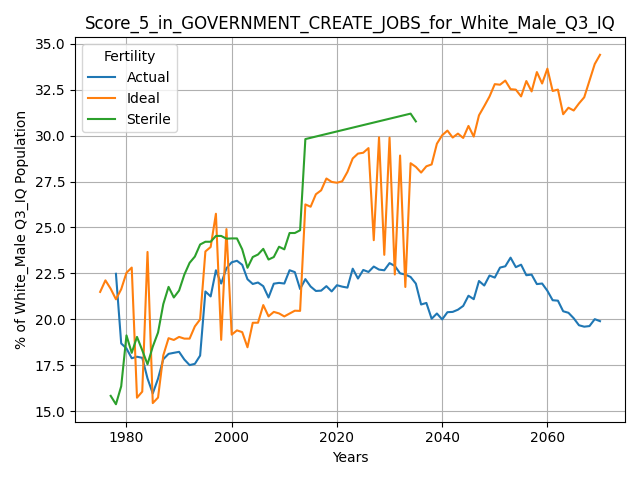 Score_5_in_GOVERNMENT_CREATE_JOBS_for_White_Male_Q3_IQ
Fertility
Actual
Ideal
Sterile
% of White_Male Q3_IQ Population
35.0
32.5
30.0
27.5
25.0
22.5
20.0
17.5
15.0
1980 2000 2020 2040 2060
Years